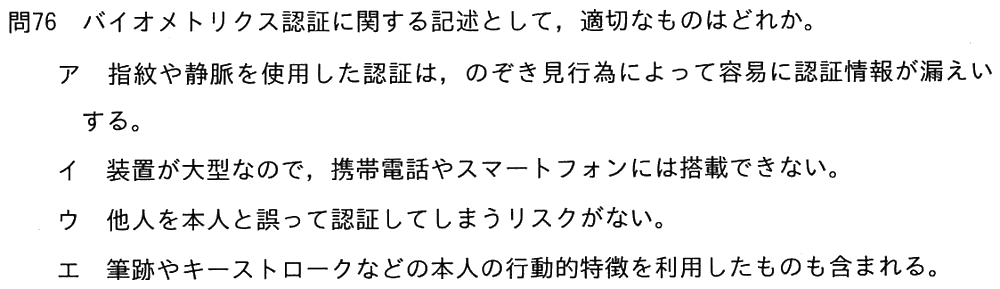 問76 バイオメトリクス認証に関する記述として，適切なものはどれか。
ア 指紋や静脈を使用した認証は，のぞき見行為によって容易に認証情報が漏えい
する。
イ 装置が大型なので，携帯電話やスマートフォンには搭載できない。
ウ 他人を本人と誤って認証してしまうリスクがない。
エ 筆跡やキーストロークなどの本人の行動的特徴を利用したものも含まれる。